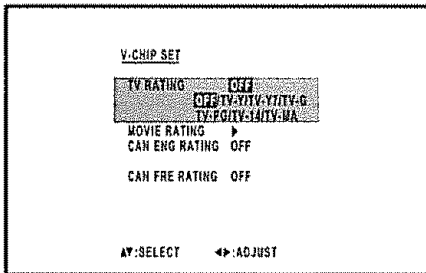 V-CHIP SET
TV RATING OFF
OFF/TV-Y/TV-Y7/TV-G
TV-PG/TV-14/TV-MA
MOVIE RATING ▶
CAN ENG RATING OFF
CAN FRE RATING OFF
▲▼:SELECT ◀▶:ADJUST